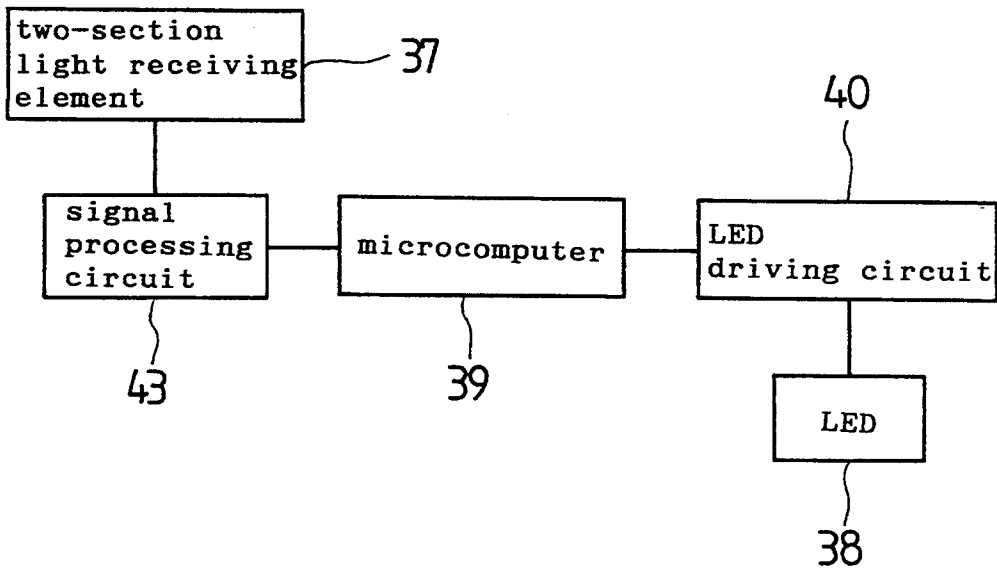 two-section
light receiving
element
37
40
signal
processing
circuit
microcomputer
LED
driving circuit
43
39
LED
38